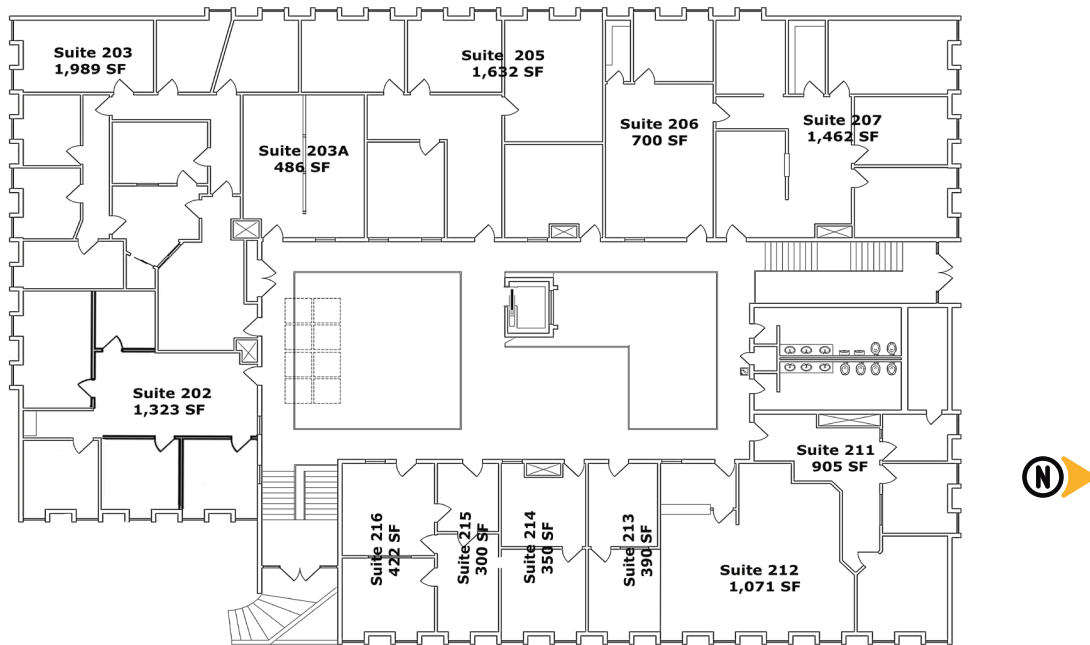 Suite 203
1,989 SF
Suite 205
1,632 SF
Suite 203A
486 SF
Suite 206
700 SF
Suite 207
1,462 SF
Suite 202
1,323 SF
Suite 211
905 SF
Suite 216
422 SF
Suite 215
300 SF
Suite 214
350 SF
Suite 213
390 SF
Suite 212
1,071 SF
N